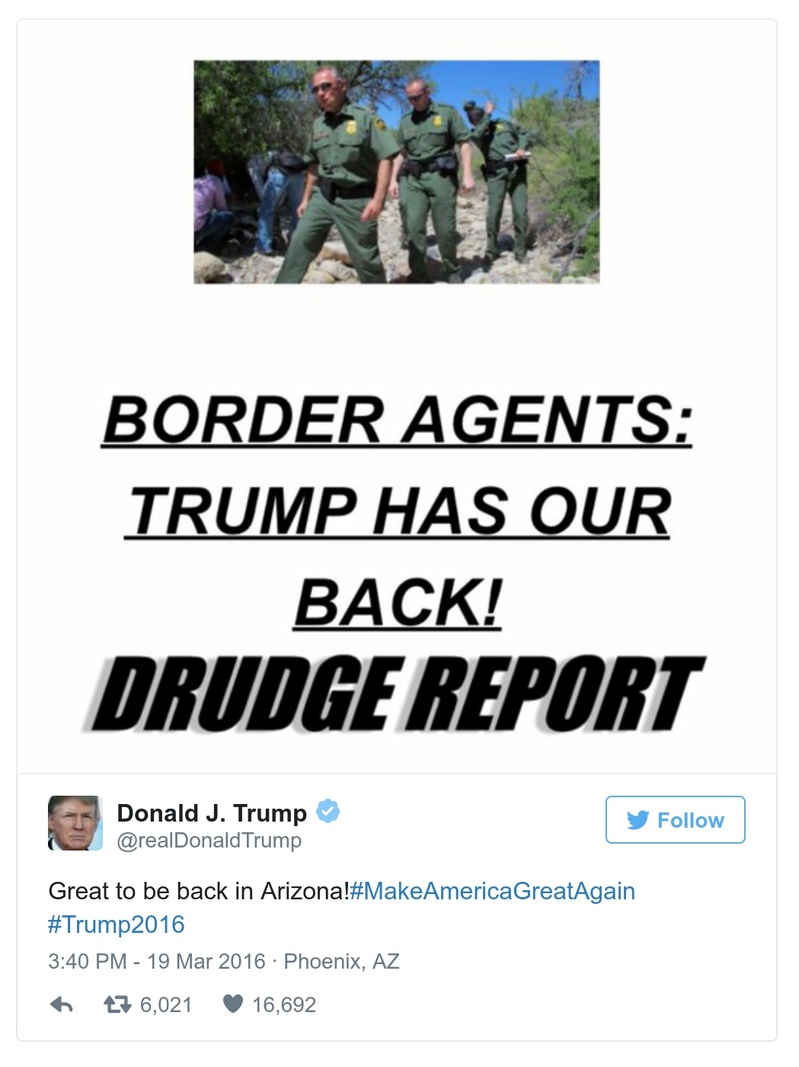 BORDER AGENTS:
TRUMP HAS OUR
BACK!
DRUDGE REPORT
Donald J. Trump
@realDonaldTrump
Follow
Great to be back in Arizona!#MakeAmericaGreatAgain
#Trump2016
3:40 PM - 19 Mar 2016 · Phoenix, AZ
6,021 16,692